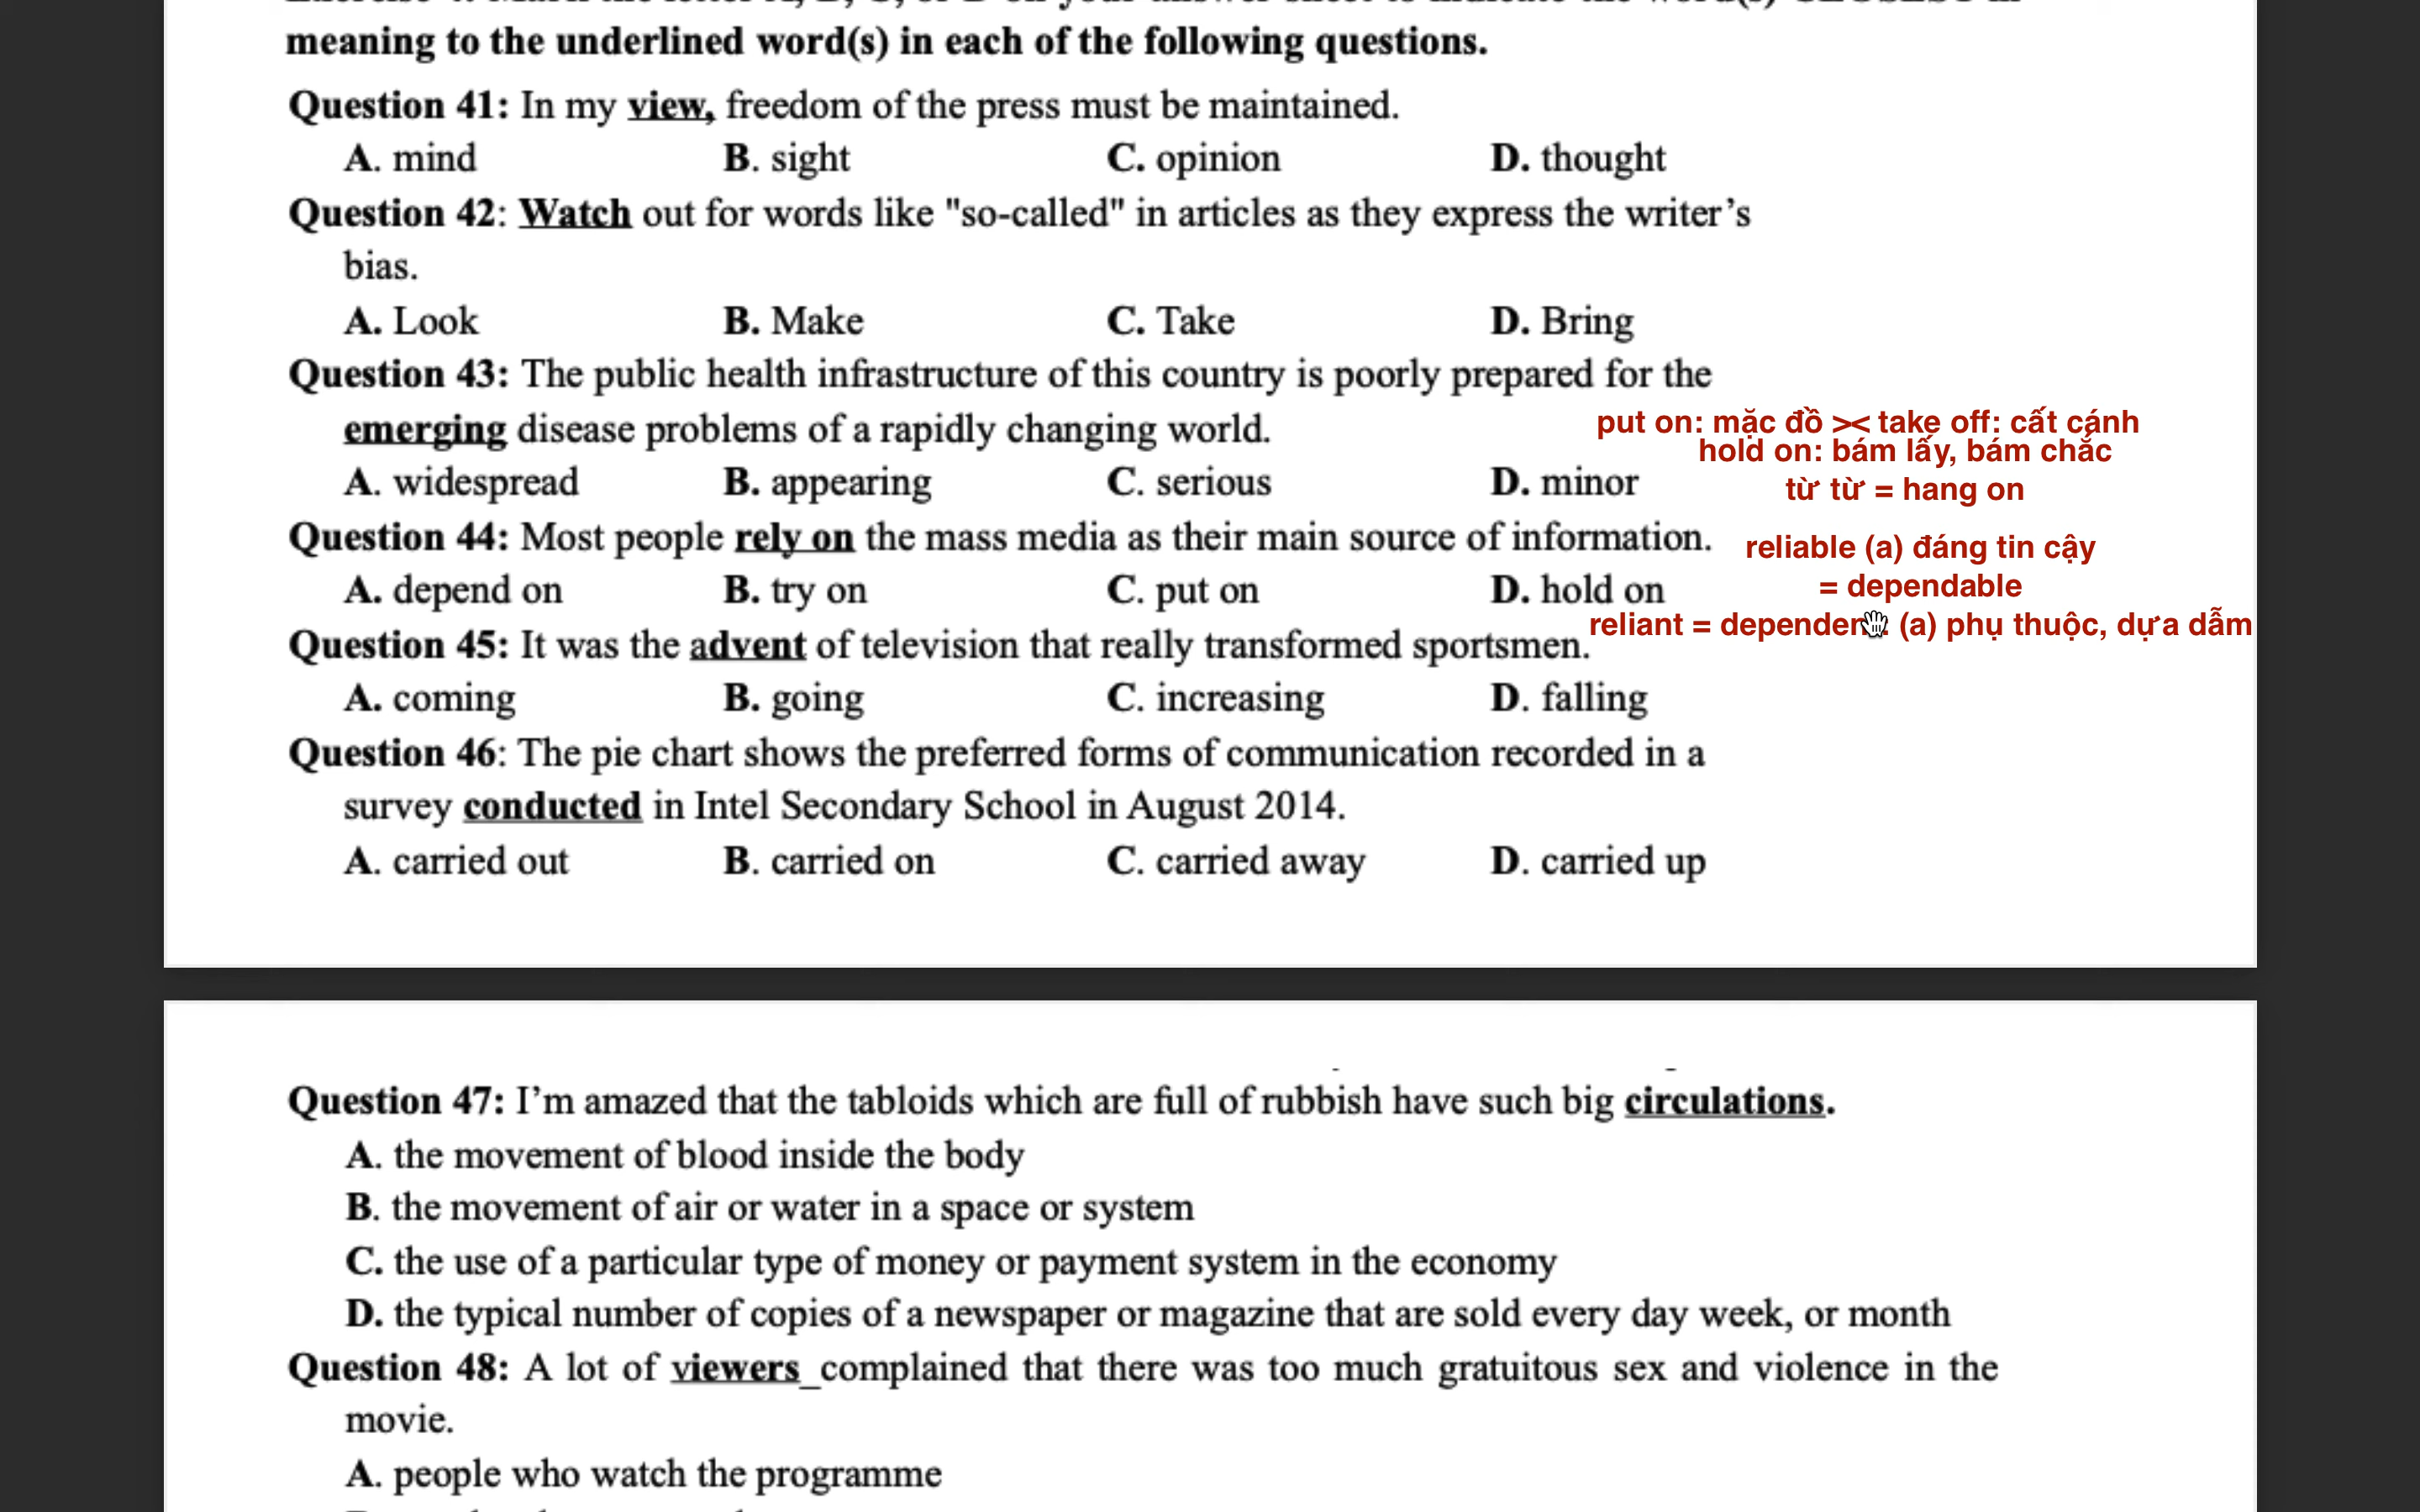 meaning to the underlined word(s) in each of the following questions.
Question 41: In my view, freedom of the press must be maintained.
A. mind B. sight C. opinion D. thought
Question 42: Watch out for words like "so-called" in articles as they express the writer’s
bias.
A. Look B. Make C. Take D. Bring
Question 43: The public health infrastructure of this country is poorly prepared for the
emerging disease problems of a rapidly changing world.
put on: mặc đồ >< take off: cất cánh
hold on: bám lấy, bám chắc
A. widespread B. appearing C. serious D. minor
từ từ = hang on
Question 44: Most people rely on the mass media as their main source of information.
reliable (a) đáng tin cậy
A. depend on B. try on C. put on D. hold on
= dependable
reliant = dependent (a) phụ thuộc, dựa dẫm
Question 45: It was the advent of television that really transformed sportsmen.
A. coming B. going C. increasing D. falling
Question 46: The pie chart shows the preferred forms of communication recorded in a
survey conducted in Intel Secondary School in August 2014.
A. carried out B. carried on C. carried away D. carried up
Question 47: I’m amazed that the tabloids which are full of rubbish have such big circulations.
A. the movement of blood inside the body
B. the movement of air or water in a space or system
C. the use of a particular type of money or payment system in the economy
D. the typical number of copies of a newspaper or magazine that are sold every day week, or month
Question 48: A lot of viewers_complained that there was too much gratuitous sex and violence in the
movie.
A. people who watch the programme